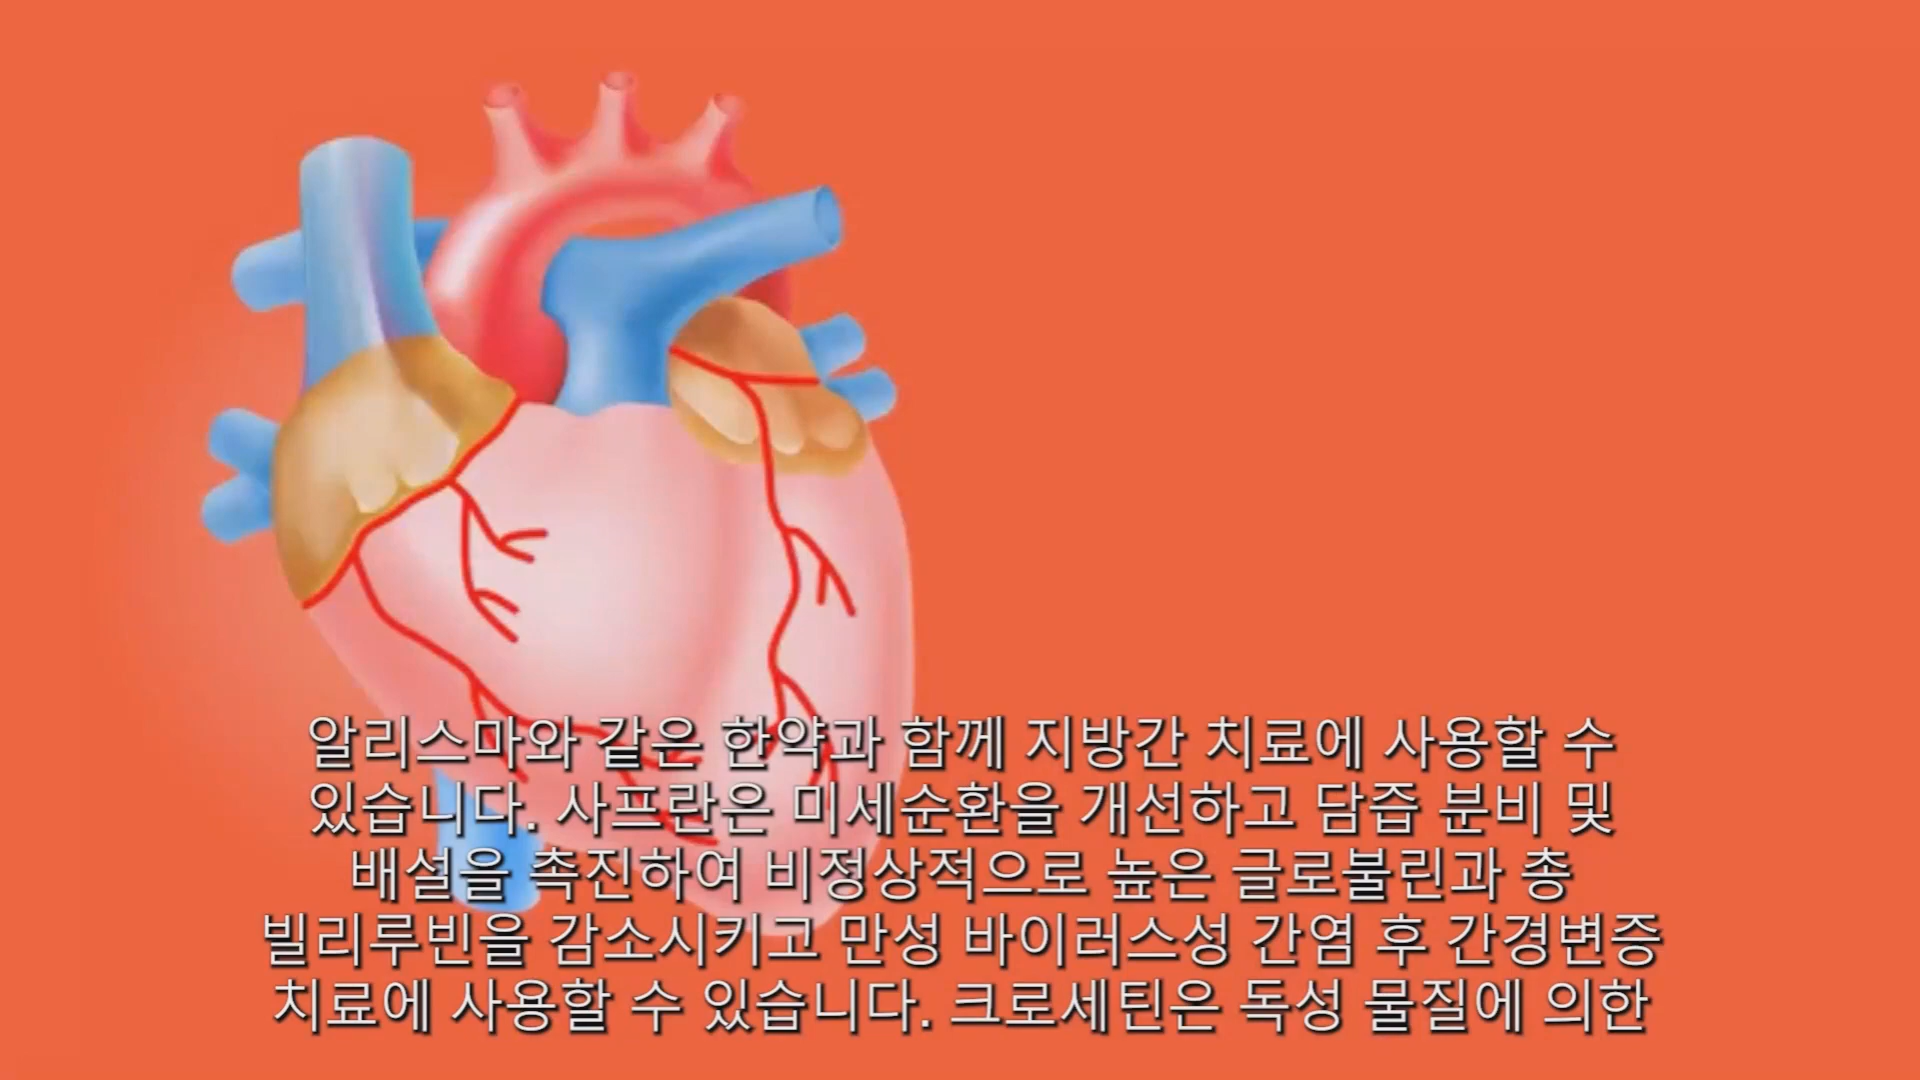 알리스마와 같은 한약과 함께 지방간 치료에 사용할 수
있습니다. 사프란은 미세순환을 개선하고 담즙 분비 및
배설을 촉진하여 비정상적으로 높은 글로불린과 총
빌리루빈을 감소시키고 만성 바이러스성 간염 후 간경변증
치료에 사용할 수 있습니다. 크로세틴은 독성 물질에 의한